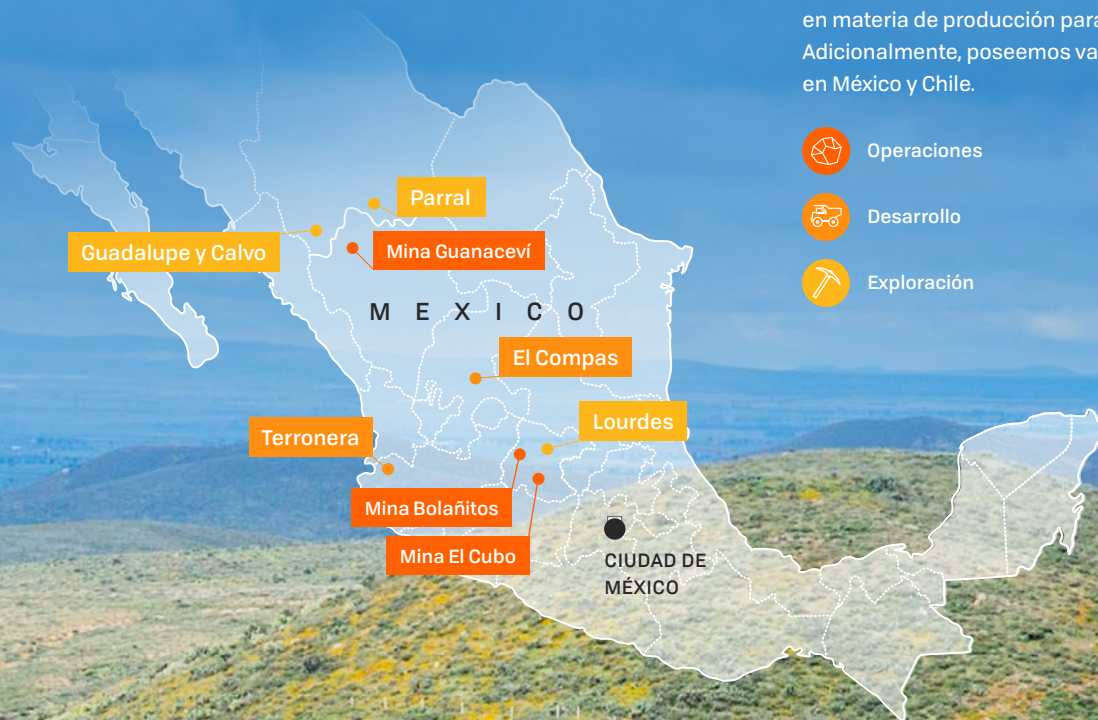 en materia de producción para
Adicionalmente, poseemos va
en México y Chile.
Operaciones
Desarrollo
Exploración
Parral
Guadalupe y Calvo
Mina Guanaceví
M E X I C O
El Compas
Lourdes
Terronera
Mina Bolañitos
Mina El Cubo
CIUDAD DE
MÉXICO